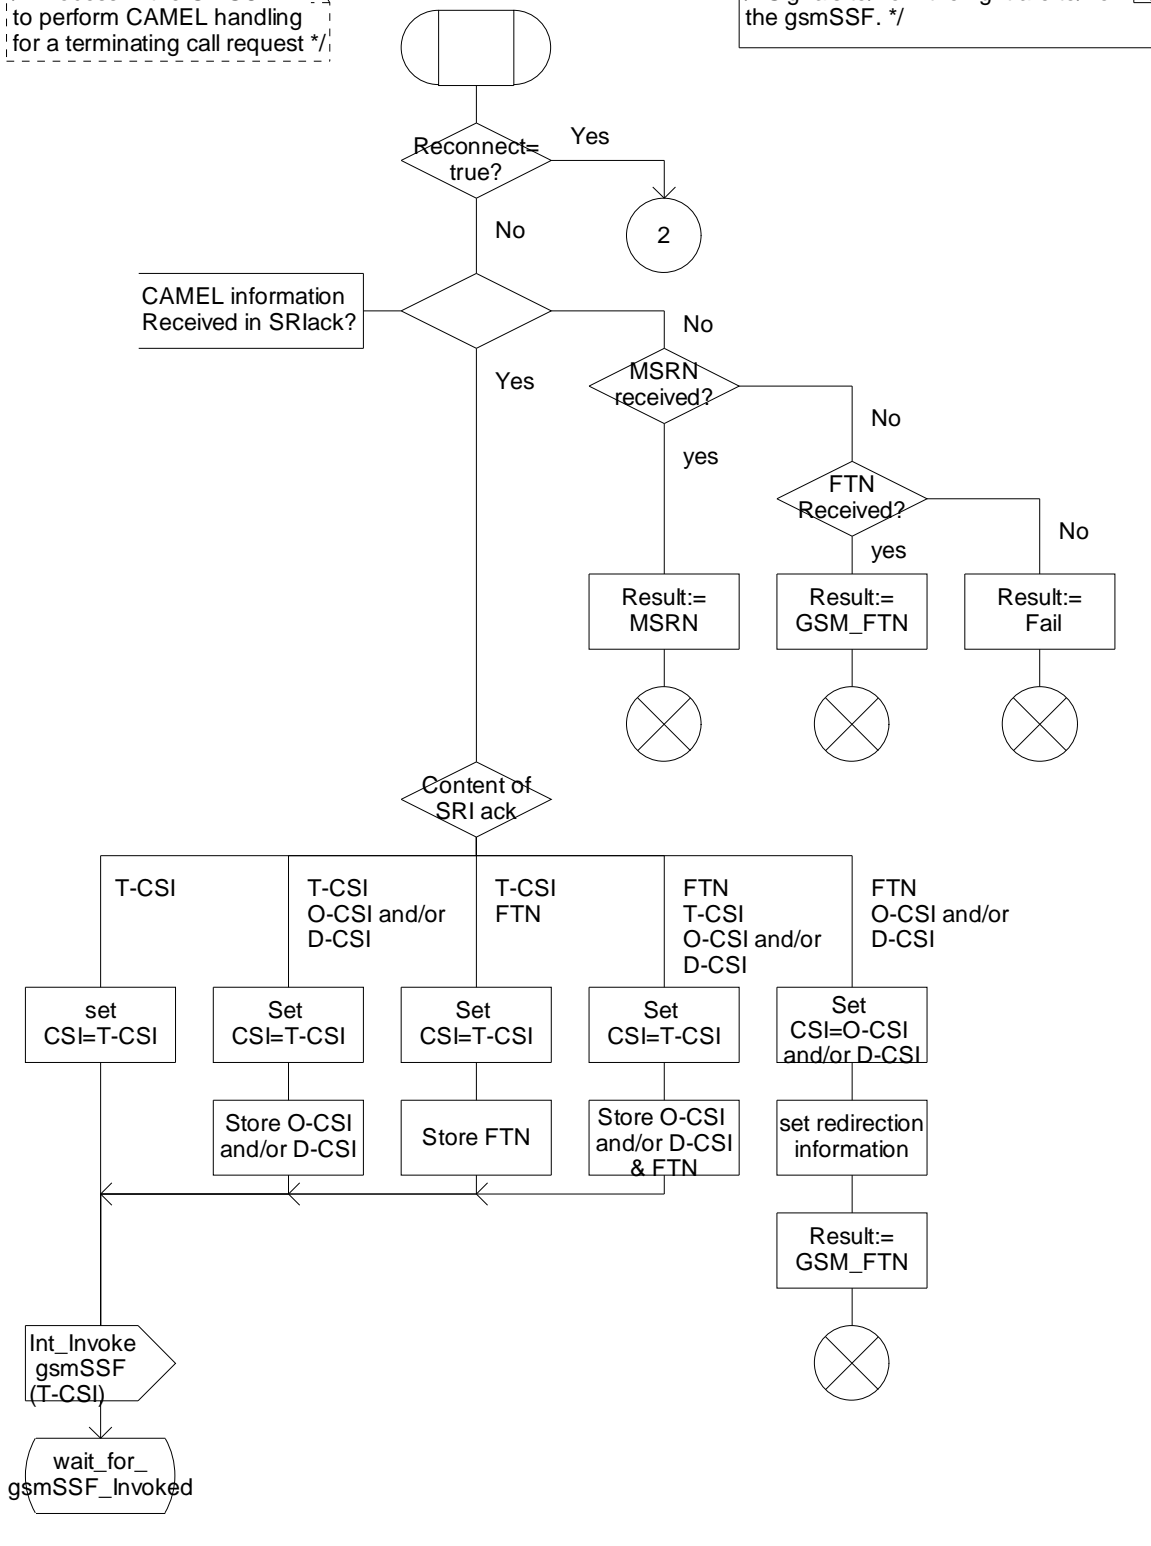 to perform CAMEL handling
for a terminating call request */
the gsmSSF. */
Reconnect=
true?
Yes
2
No
CAMEL information
Received in SRIack?
No
Yes
MSRN
received?
No
yes
FTN
Received?
No
yes
Result:=
MSRN
Result:=
GSM_FTN
Result:=
Fail
Content of
SRI ack
T-CSI
T-CSI
O-CSI and/or
D-CSI
T-CSI
FTN
FTN
T-CSI
O-CSI and/or
D-CSI
FTN
O-CSI and/or
D-CSI
set
CSI=T-CSI
Set
CSI=T-CSI
Set
CSI=T-CSI
Set
CSI=T-CSI
Set
CSI=O-CSI
and/or D-CSI
Store O-CSI
and/or D-CSI
Store FTN
Store O-CSI
and/or D-CSI
& FTN
set redirection
information
Result:=
GSM_FTN
Int_Invoke
gsmSSF
(T-CSI)
wait_for_
gsmSSF_Invoked